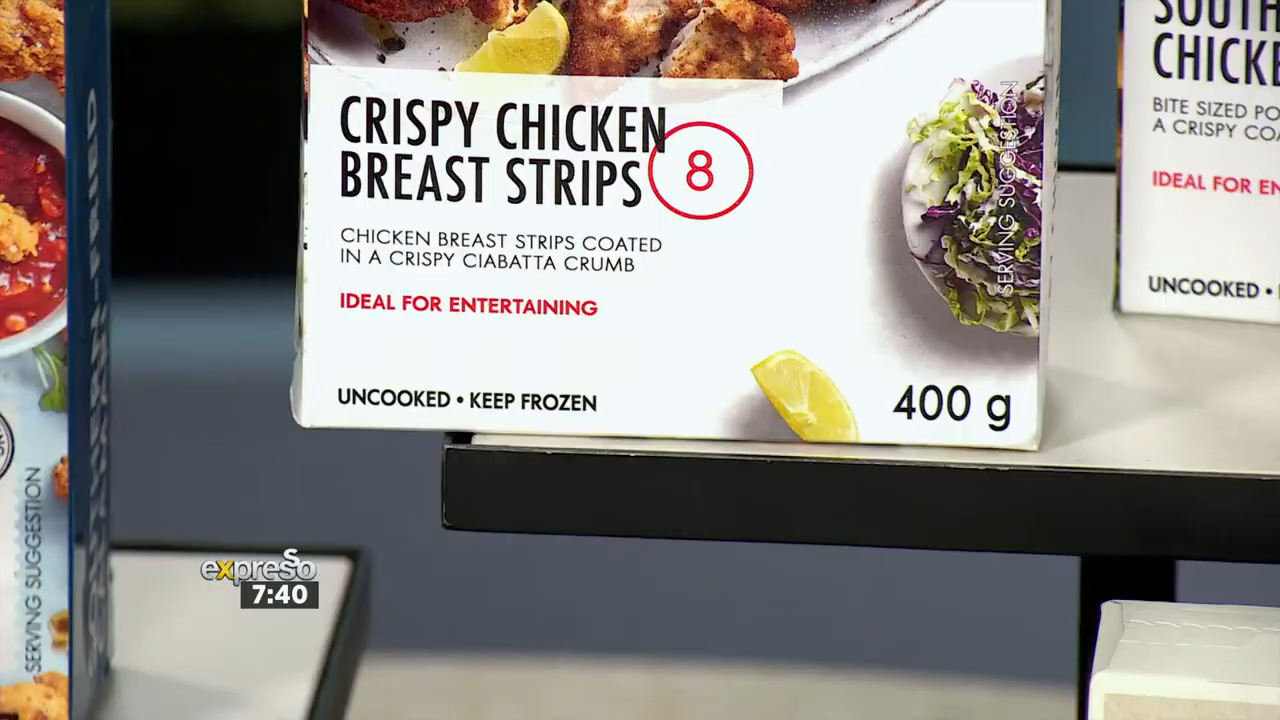 CRISPY CHICKEN
BREAST STRIPS
8
CHICKEN BREAST STRIPS COATED
IN A CRISPY CIABATTA CRUMB
IDEAL FOR ENTERTAINING
UNCOOKED • KEEP FROZEN
400 g
SERVING SUGGESTION
CHICKE
BITE SIZED PO
A CRISPY CO
IDEAL FOR EN
UNCOOKED •
SERVING SUGGESTION
expresso
7:40